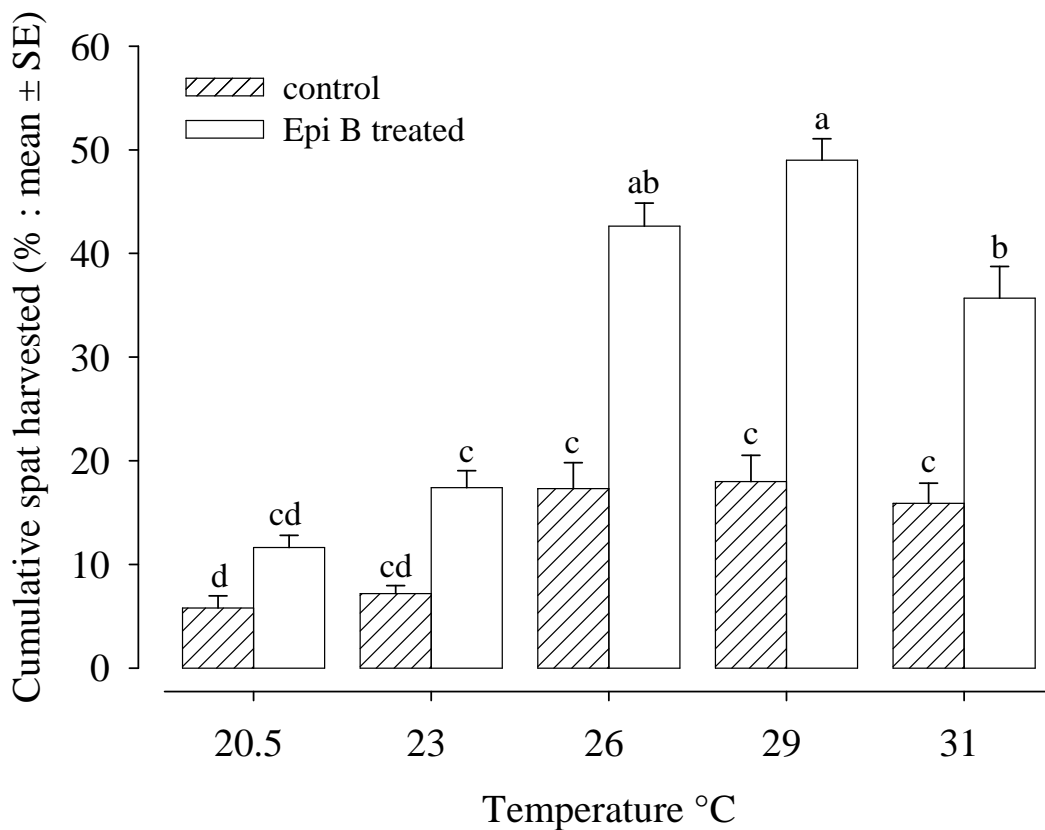 Cumulative spat harvested (% : mean ± SE)
60
50
40
30
20
10
0
control
Epi B treated
d
cd
cd
c
c
ab
c
a
c
b
20.5
23
26
29
31
Temperature °C